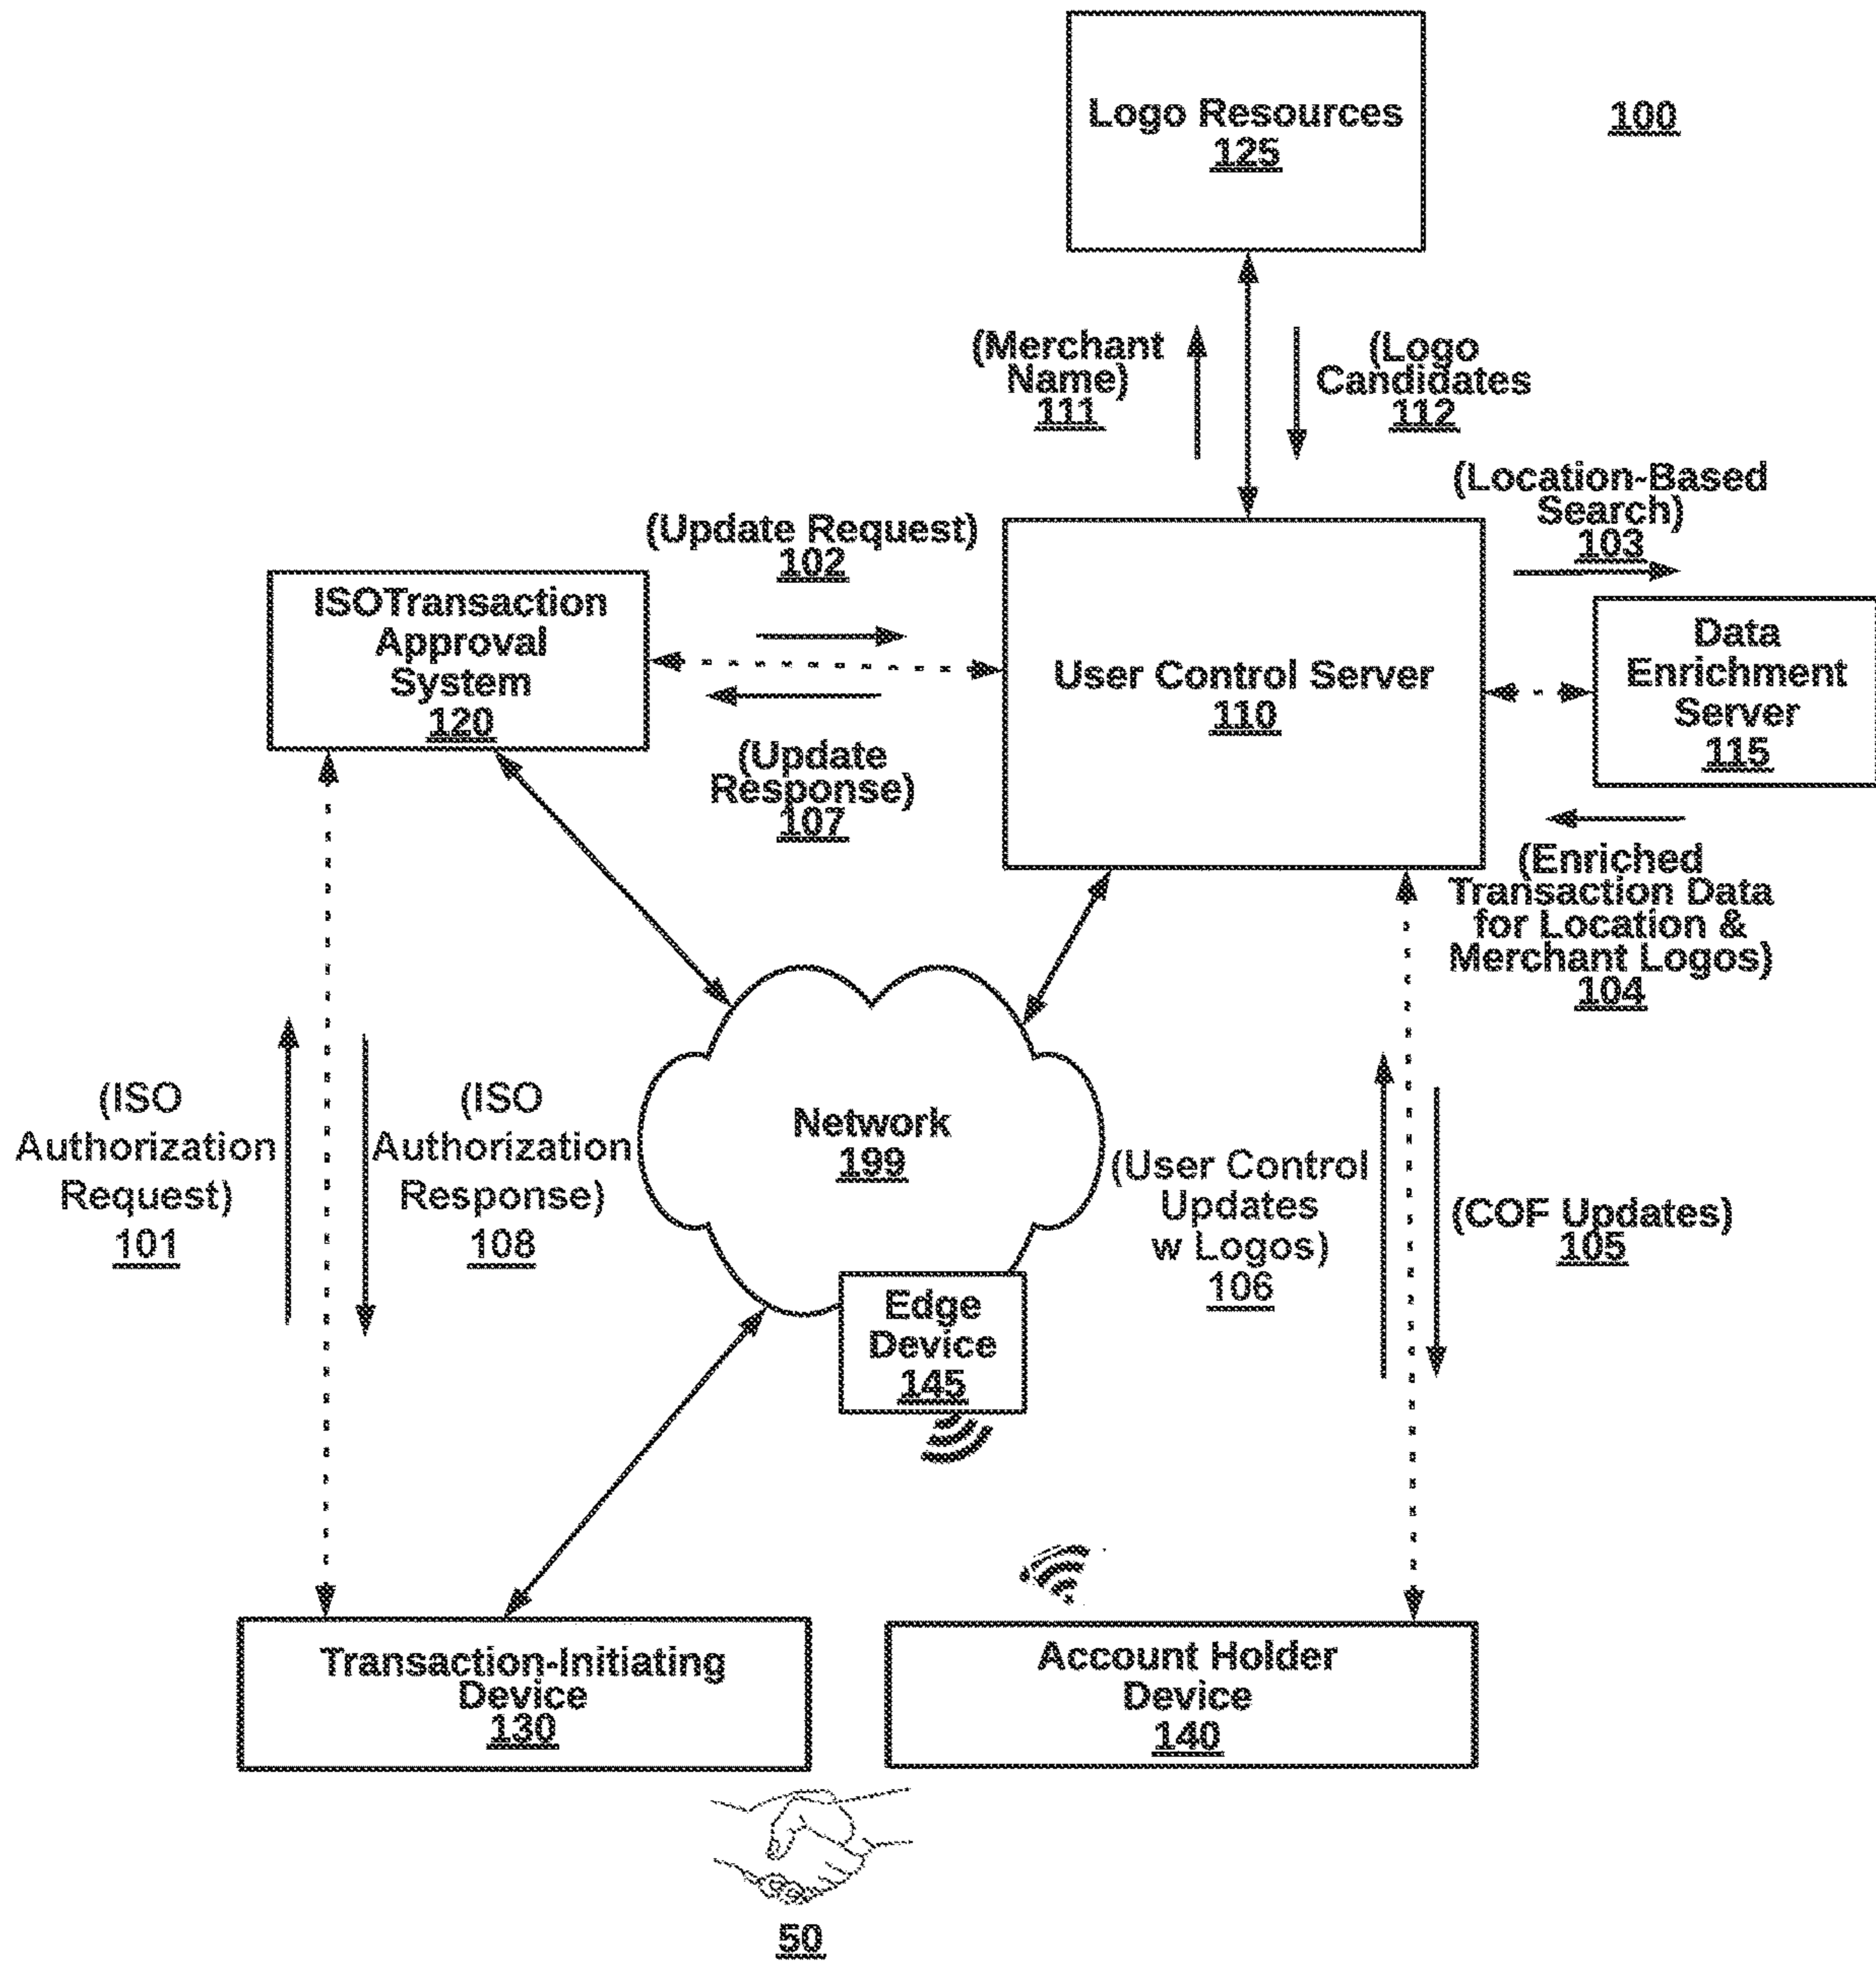 Logo Resources
125
100
(Merchant
Name)
111
(Logo
Candidates
112
(Location-Based
Search)
103
(Update Request)
102
ISOTransaction
Approval
System
120
User Control Server
110
Data
Enrichment
Server
115
(Update
Response)
107
(Enriched
Transaction Data
for Location &
Merchant Logos)
104
(ISO
Authorization
Request)
101
(ISO
Authorization
Response)
108
Network
199
(User Control
Updates
w Logos)
106
(COF Updates)
105
Edge
Device
145
Transaction-Initiating
Device
130
Account Holder
Device
140
50